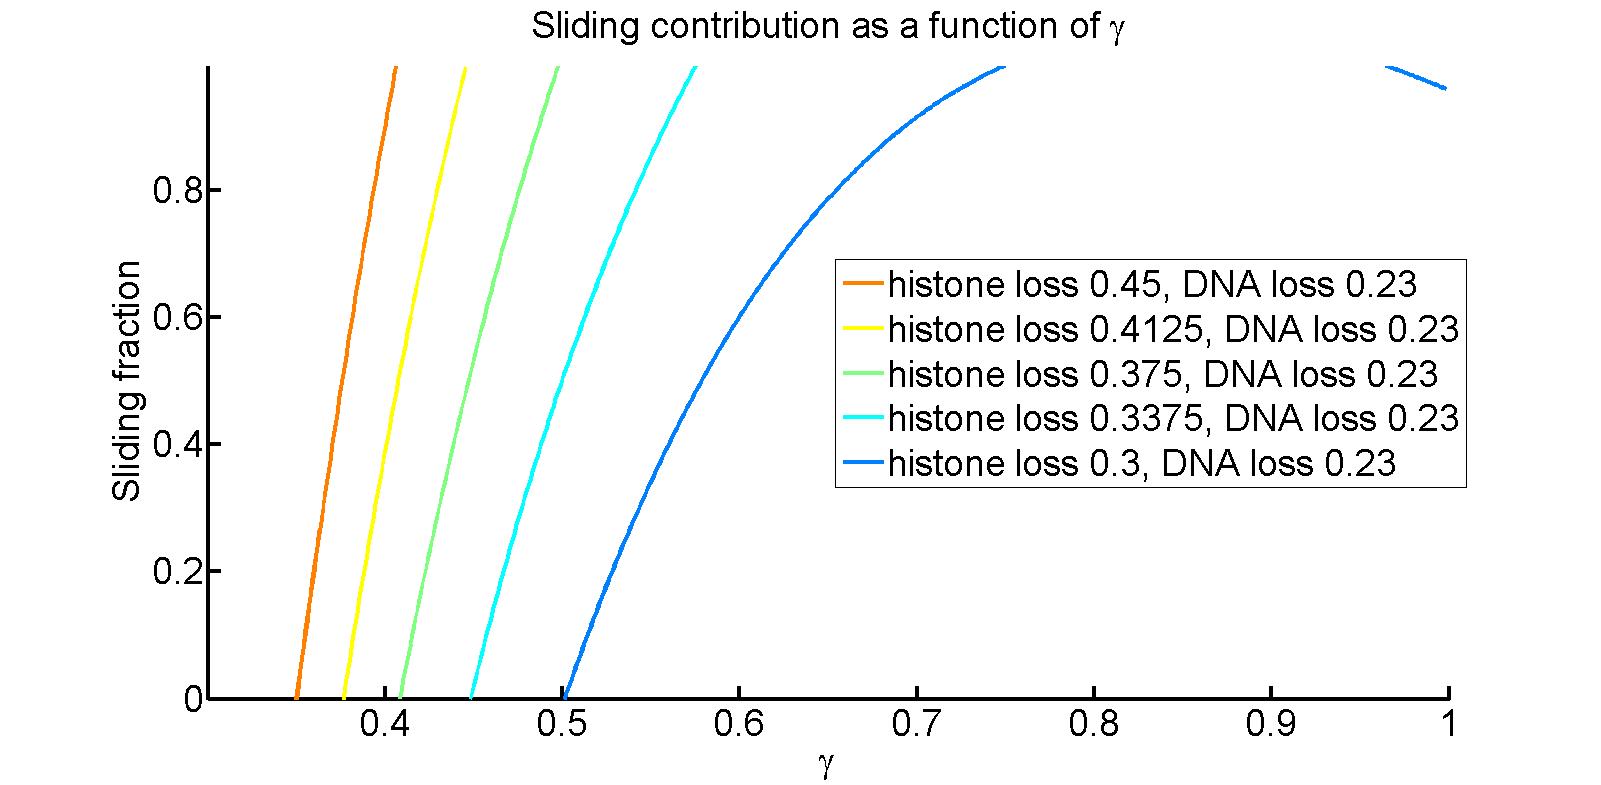 Sliding contribution as a function of γ
Sliding fraction
0.8
0.6
0.4
0.2
0
histone loss 0.45, DNA loss 0.23
histone loss 0.4125, DNA loss 0.23
histone loss 0.375, DNA loss 0.23
histone loss 0.3375, DNA loss 0.23
histone loss 0.3, DNA loss 0.23
0.4 0.5 0.6 0.7 0.8 0.9 1
γ